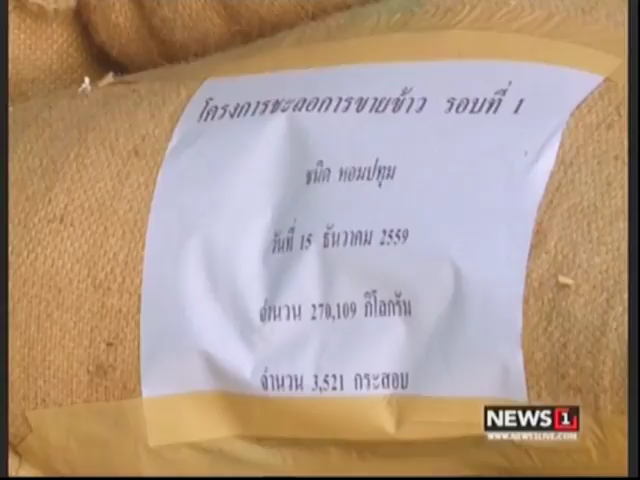 โครงการชะลอการขายข้าว รอบที่ 1
ชนิด หอมปทุม
วันที่ 15 ธันวาคม 2559
จำนวน 270,109 กิโลกรัม
จำนวน 3,521 กระสอบ
NEWS 1
WWW.NEWS1LIVE.COM